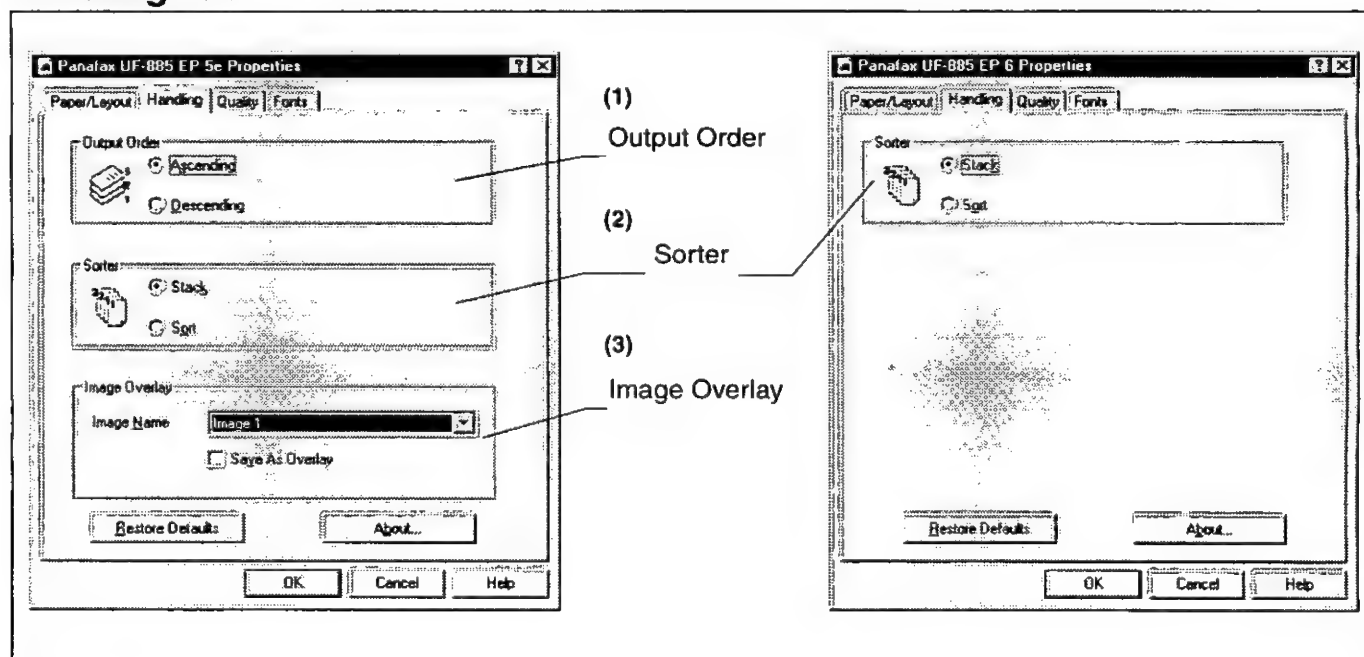 Panafax UF-885 EP 5e Properties
Paper/Layout Handling Quality Fonts
Output Order
Ascending
Descending
Sorter
Stack
Sort
Image Overlay
Image Name Image 1
Save As Overlay
Restore Defaults About...
OK Cancel Help
(1)
Output Order
(2)
Sorter
(3)
Image Overlay
Panafax UF-885 EP 6 Properties
Paper/Layout Handling Quality Fonts
Sorter
Stack
Sort
Restore Defaults About...
OK Cancel Help